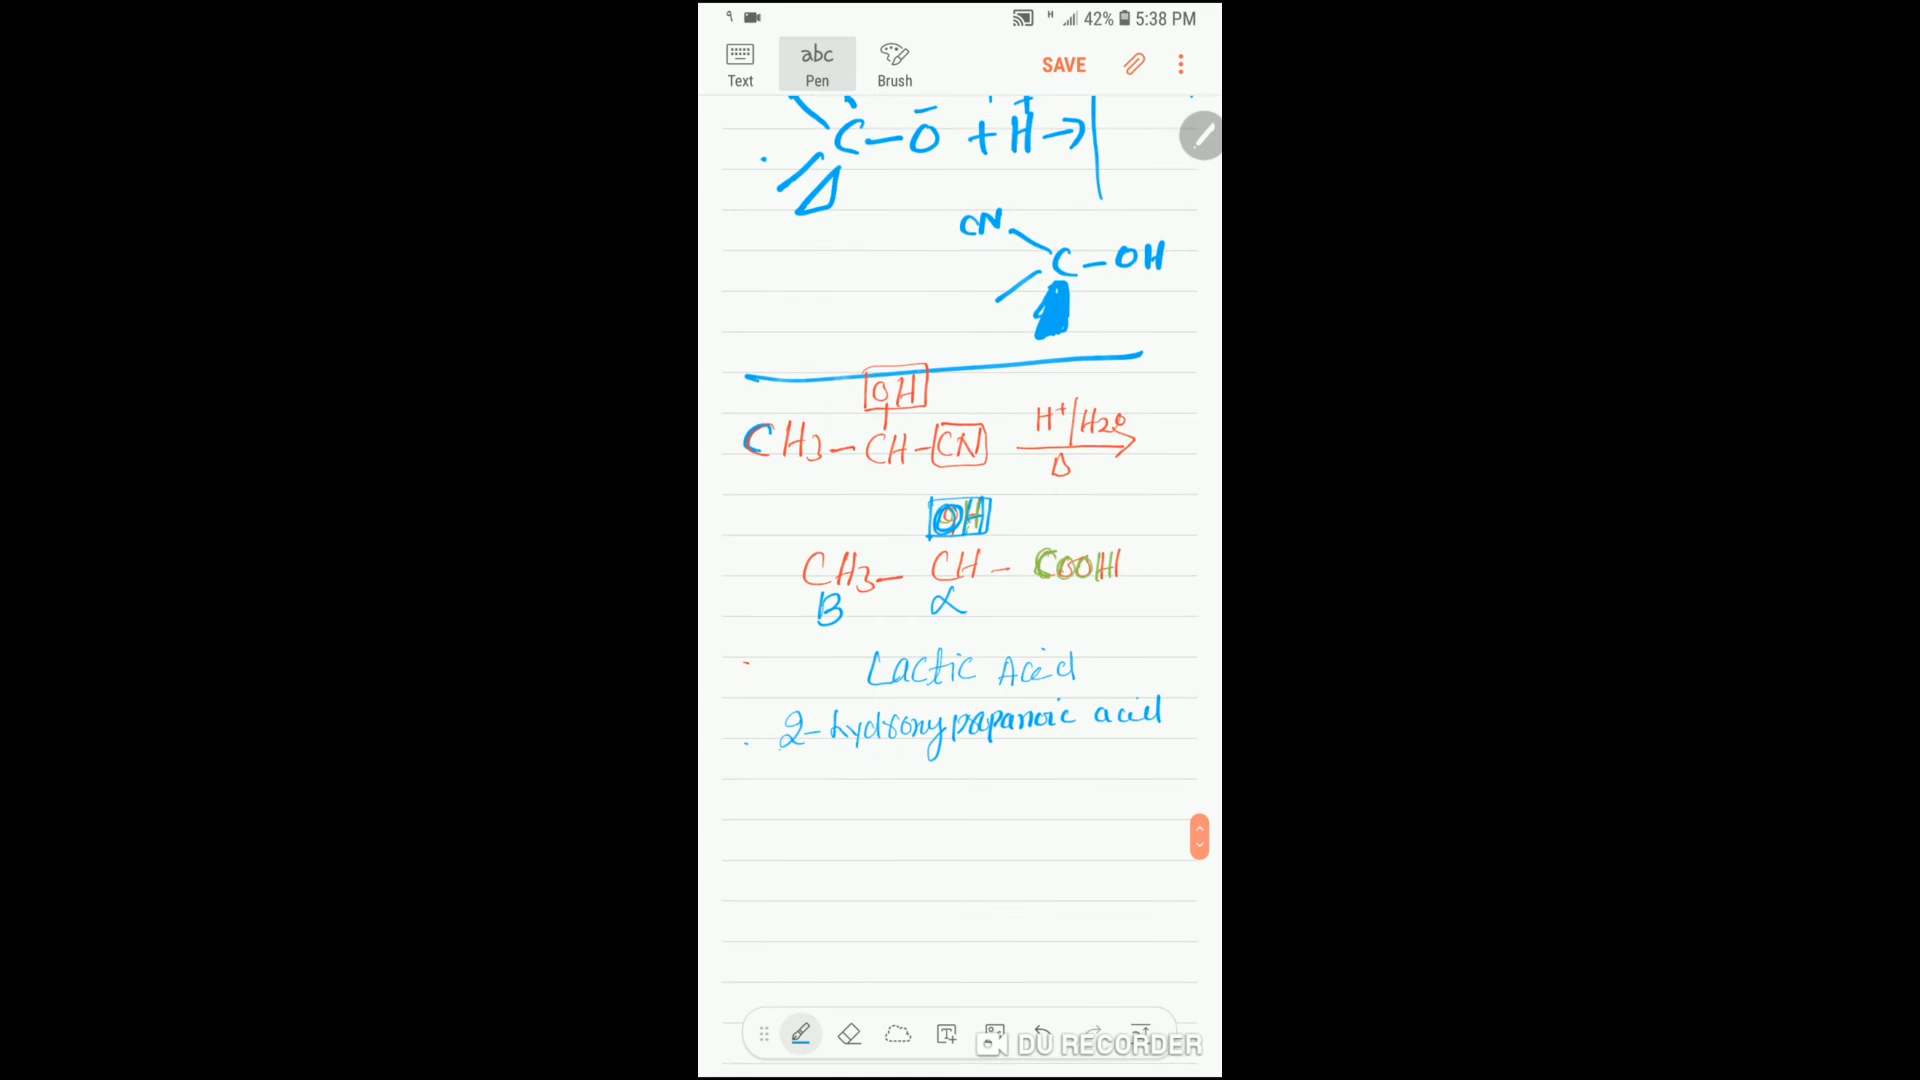 42% 5:38 PM
Text
abc
Pen
Brush
SAVE
C-O⁻ + H⁺ →
CN
C-OH
OH
CH3-CH-CN H+/H2O
Δ
OH
CH3- CH - COOH
B α
Lactic Acid
2-hydroxypropanoic acid
DU RECORDER